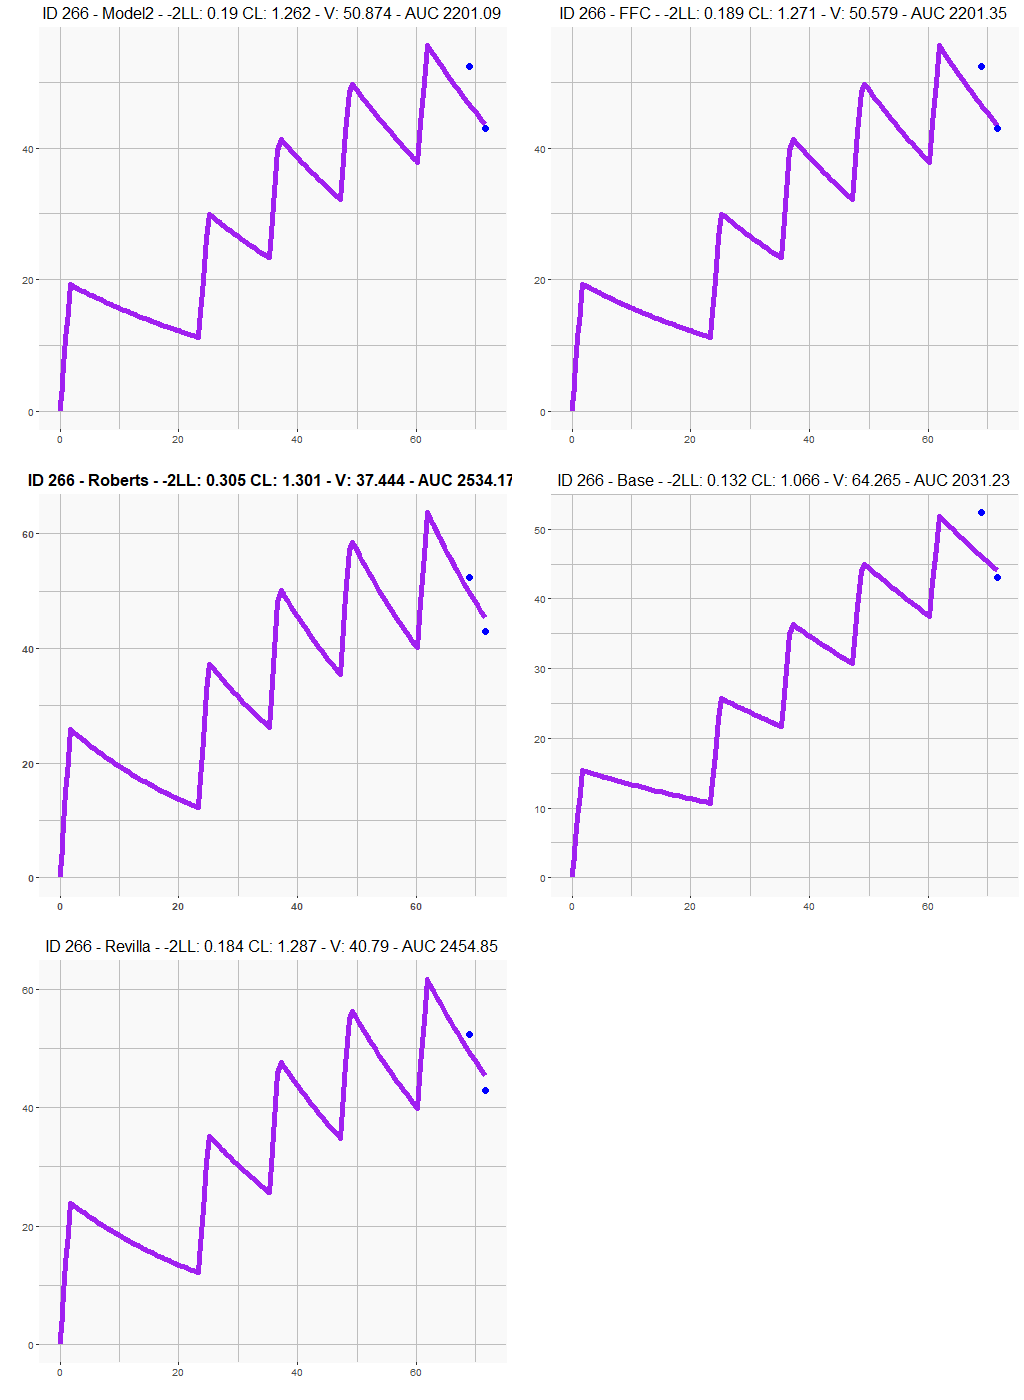 ID 266 - Model2 - -2LL: 0.19 CL: 1.262 - V: 50.874 - AUC 2201.09
40
20
0
0 20 40 60
ID 266 - FFC - -2LL: 0.189 CL: 1.271 - V: 50.579 - AUC 2201.35
40
20
0
0 20 40 60
ID 266 - Roberts - -2LL: 0.305 CL: 1.301 - V: 37.444 - AUC 2534.17
60
40
20
0
0 20 40 60
ID 266 - Base - -2LL: 0.132 CL: 1.066 - V: 64.265 - AUC 2031.23
50
40
30
20
10
0
0 20 40 60
ID 266 - Revilla - -2LL: 0.184 CL: 1.287 - V: 40.79 - AUC 2454.85
60
40
20
0
0 20 40 60